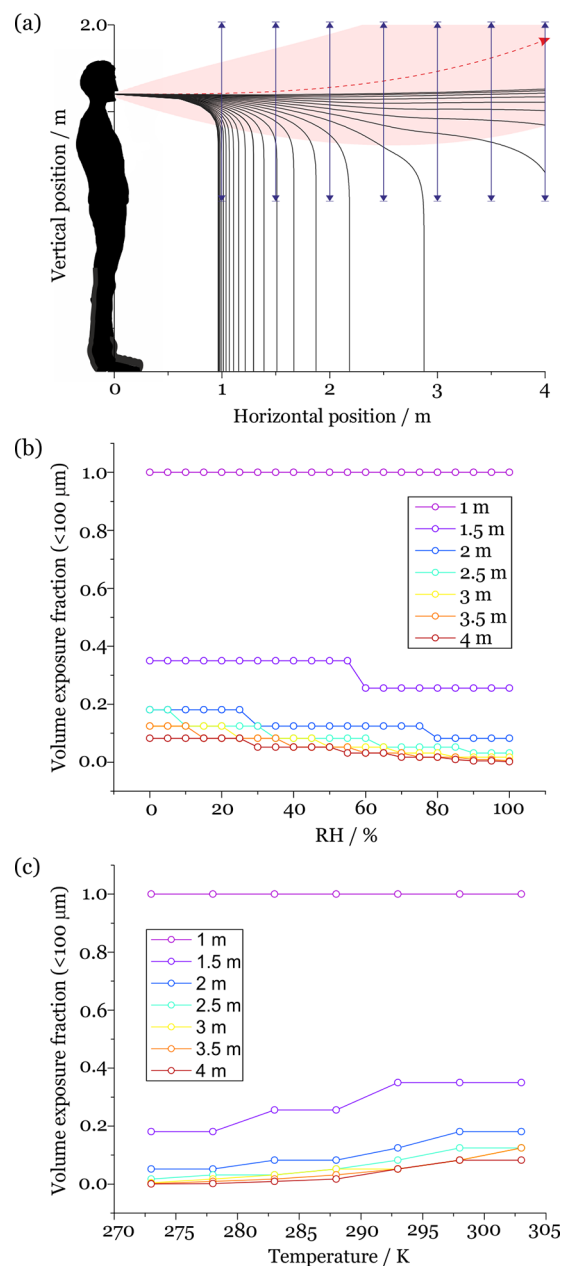 (a)
2.0
Vertical position / m
0 1 2 3 4
Horizontal position / m
(b)
1.0
0.8
0.6
0.4
0.2
0.0
Volume exposure fraction (<100 μm)
1 m
1.5 m
2 m
2.5 m
3 m
3.5 m
4 m
0 20 40 60 80 100
RH / %
(c)
1.0
0.8
0.6
0.4
0.2
0.0
Volume exposure fraction (<100 μm)
1 m
1.5 m
2 m
2.5 m
3 m
3.5 m
4 m
270 275 280 285 290 295 300 305
Temperature / K